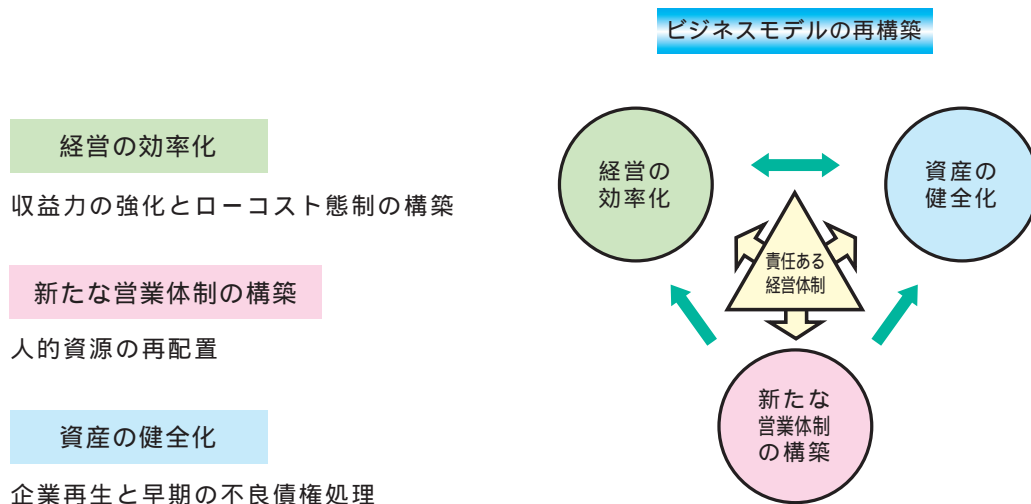 ビジネスモデルの再構築
経営の効率化
収益力の強化とローコスト態制の構築
新たな営業体制の構築
人的資源の再配置
資産の健全化
企業再生と早期の不良債権処理
経営の
効率化
資産の
健全化
責任ある
経営体制
新たな
営業体制
の構築